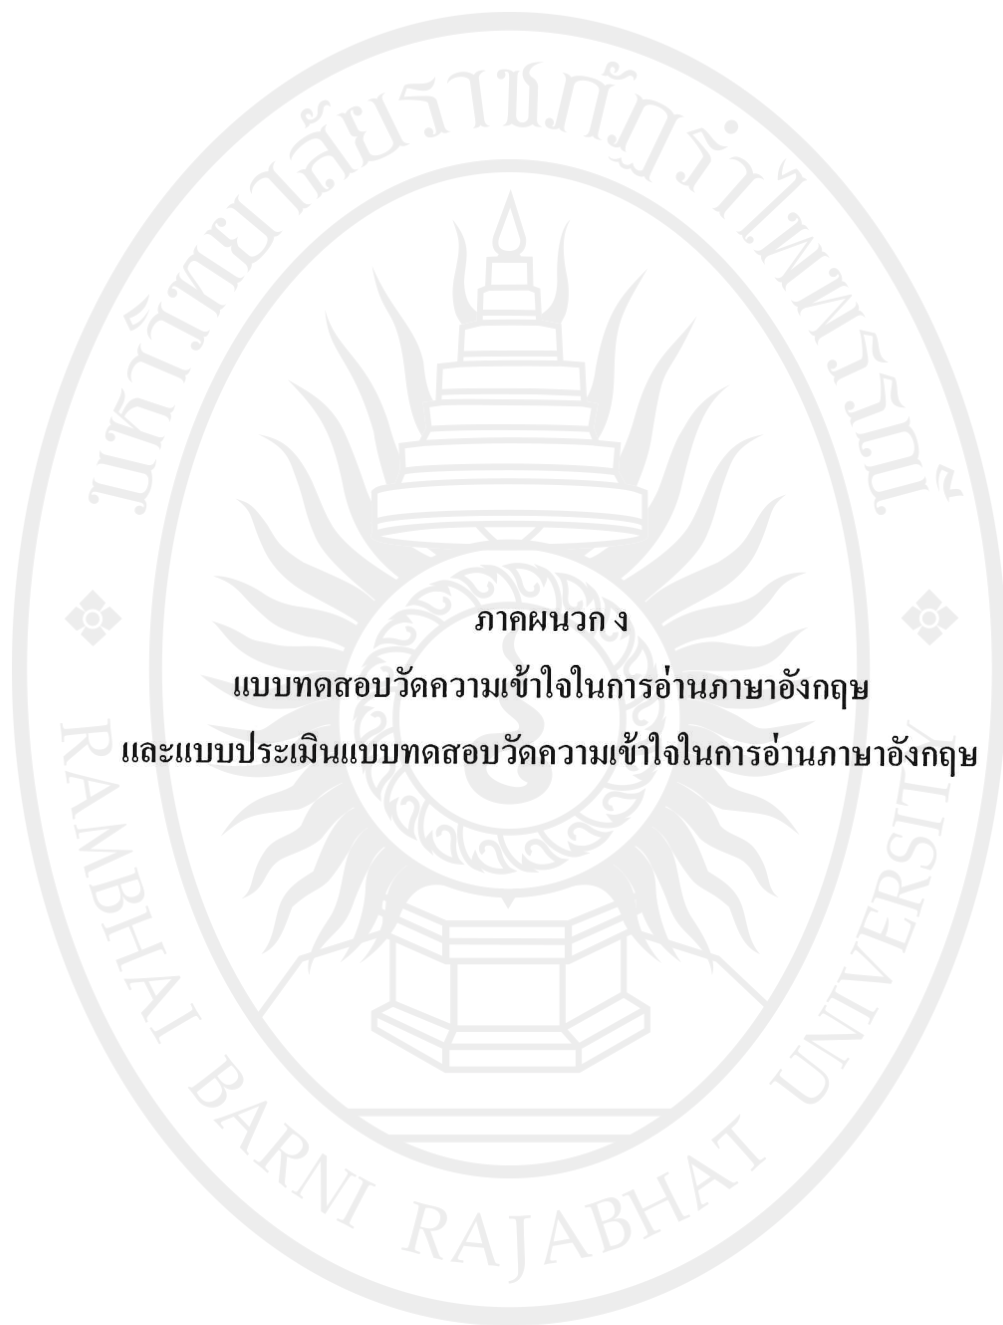 มหาวิทยาลัยราชภัฏรำไพพรรณี
ภาคผนวก ง
แบบทดสอบวัดความเข้าใจในการอ่านภาษาอังกฤษ
และแบบประเมินแบบทดสอบวัดความเข้าใจในการอ่านภาษาอังกฤษ
RAMBHAI BARNI RAJABHAT UNIVERSITY